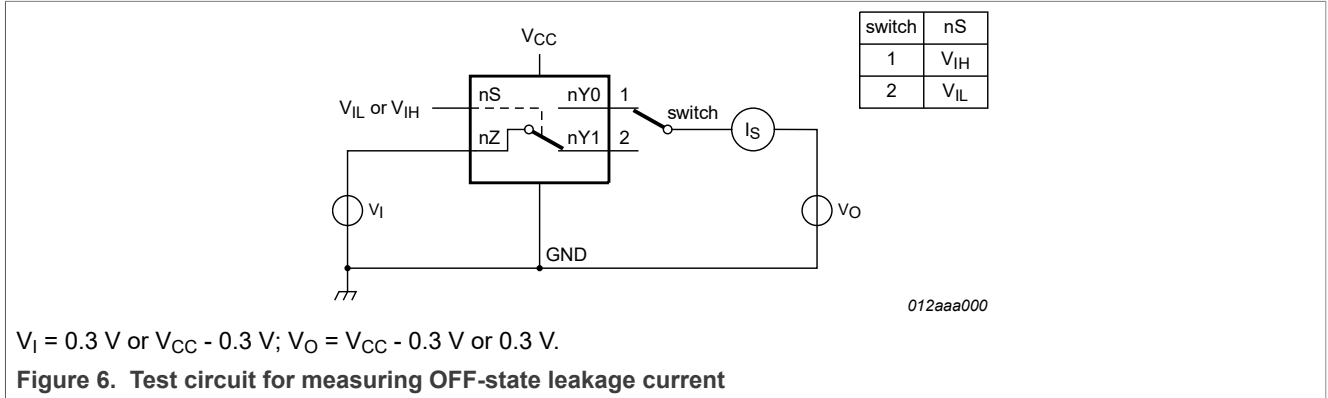 switch nS
1 VIH
2 VIL
VCC
VIL or VIH
nS nY0 1
switch
nZ nY1 2
IS
VI
VO
GND
012aaa000
VI = 0.3 V or VCC - 0.3 V; VO = VCC - 0.3 V or 0.3 V.
Figure 6. Test circuit for measuring OFF-state leakage current